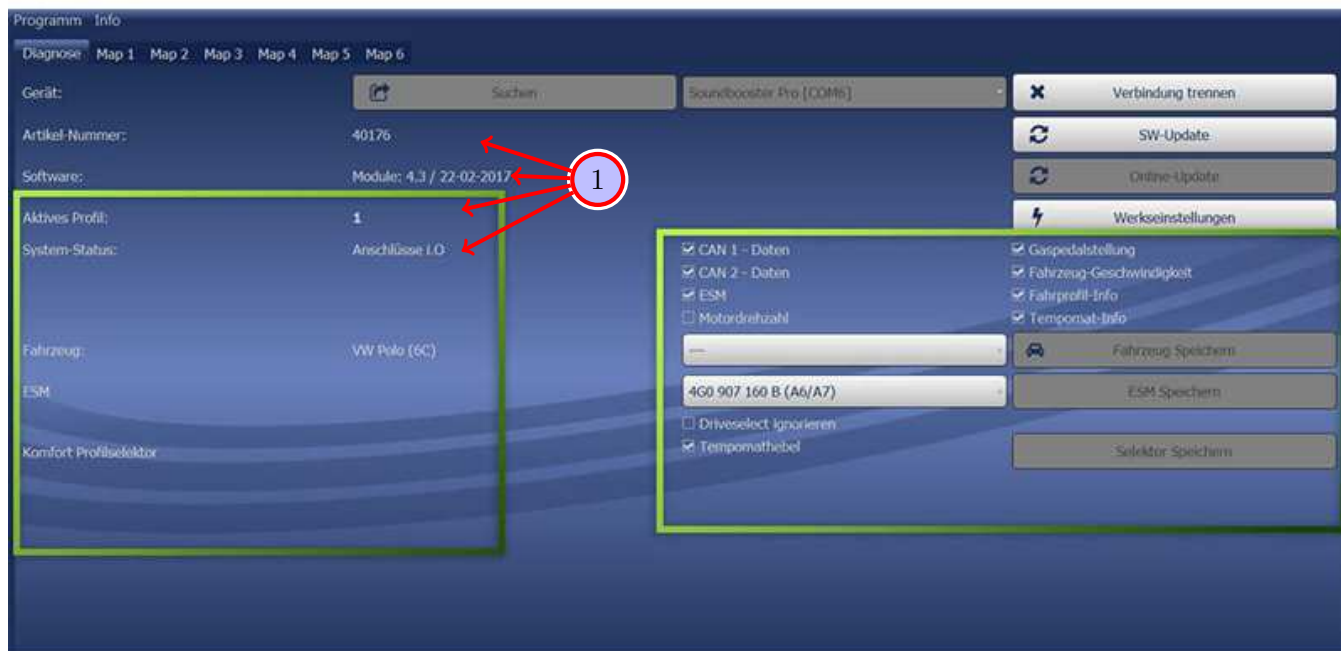 Programm Info
Diagnose Map 1 Map 2 Map 3 Map 4 Map 5 Map 6
Gerät: Suchen Soundbooster Pro [COM6] Verbindung trennen
Artikel-Nummer: 40176 SW-Update
Software: Module: 4.3 / 22-02-2017 1 Online-Update
Aktives Profil: 1 Werkseinstellungen
System-Status: Anschlüsse I.O CAN 1 - Daten Gaspedalstellung
CAN 2 - Daten Fahrzeug-Geschwindigkeit
ESM Fahrprofil-Info
Motordrehzahl Tempomat-Info
Fahrzeug: VW Polo (6C) --- Fahrzeug Speichern
ESM 4G0 907 160 B (A6/A7) ESM Speichern
Driveselect ignorieren
Komfort Profilselektor Tempomathebel Selektor Speichern